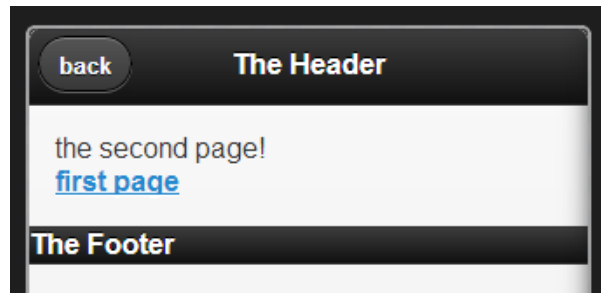 back
The Header
the second page!
first page
The Footer